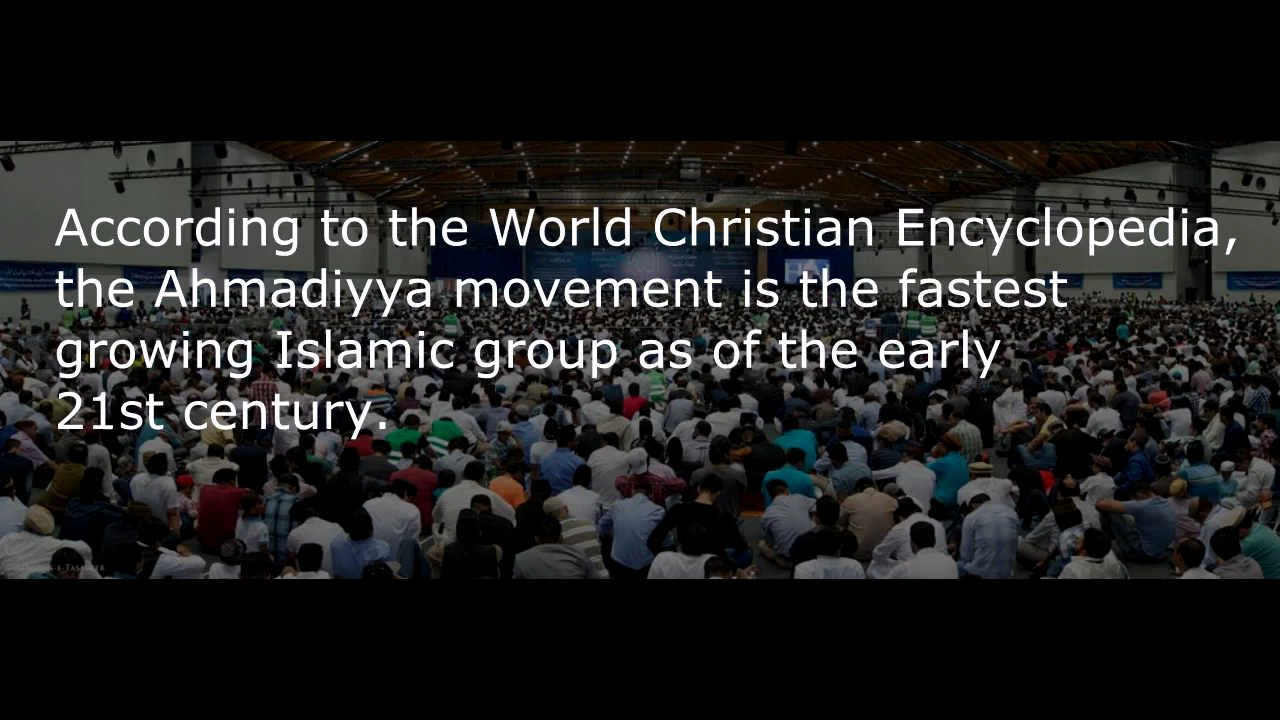 According to the World Christian Encyclopedia,
the Ahmadiyya movement is the fastest
growing Islamic group as of the early
21st century.